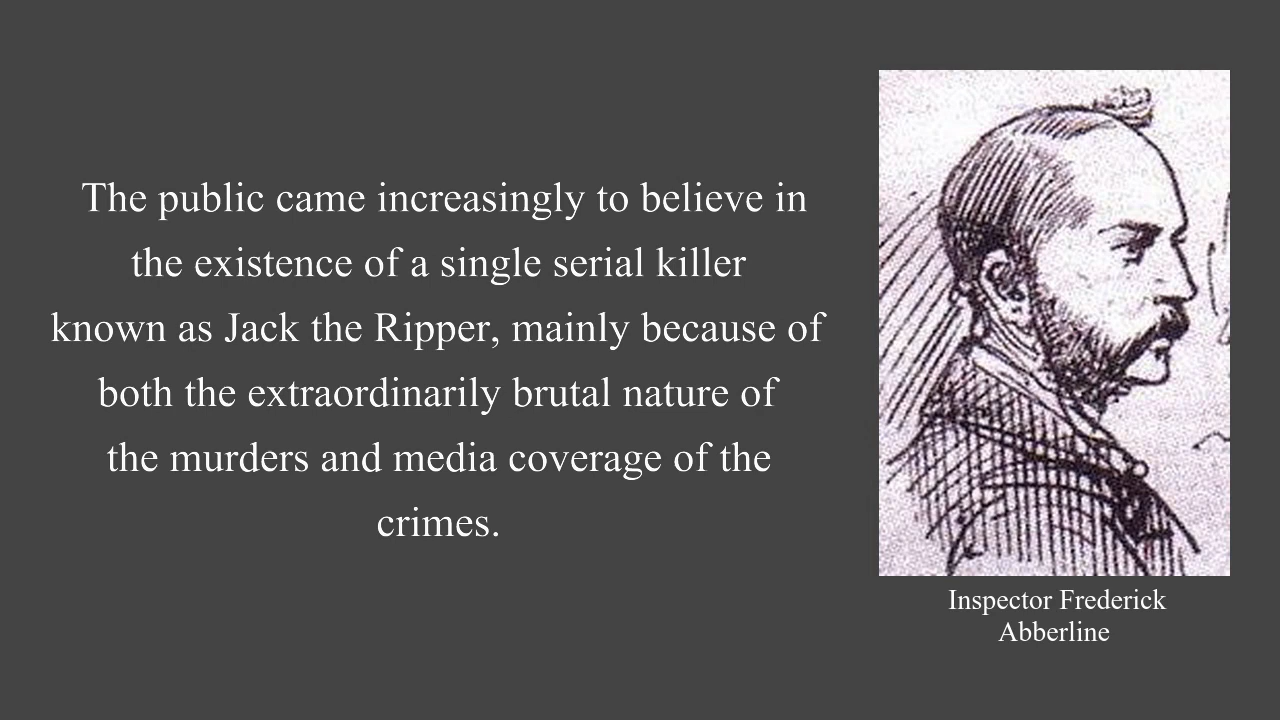 The public came increasingly to believe in
the existence of a single serial killer
known as Jack the Ripper, mainly because of
both the extraordinarily brutal nature of
the murders and media coverage of the
crimes.
Inspector Frederick
Abberline